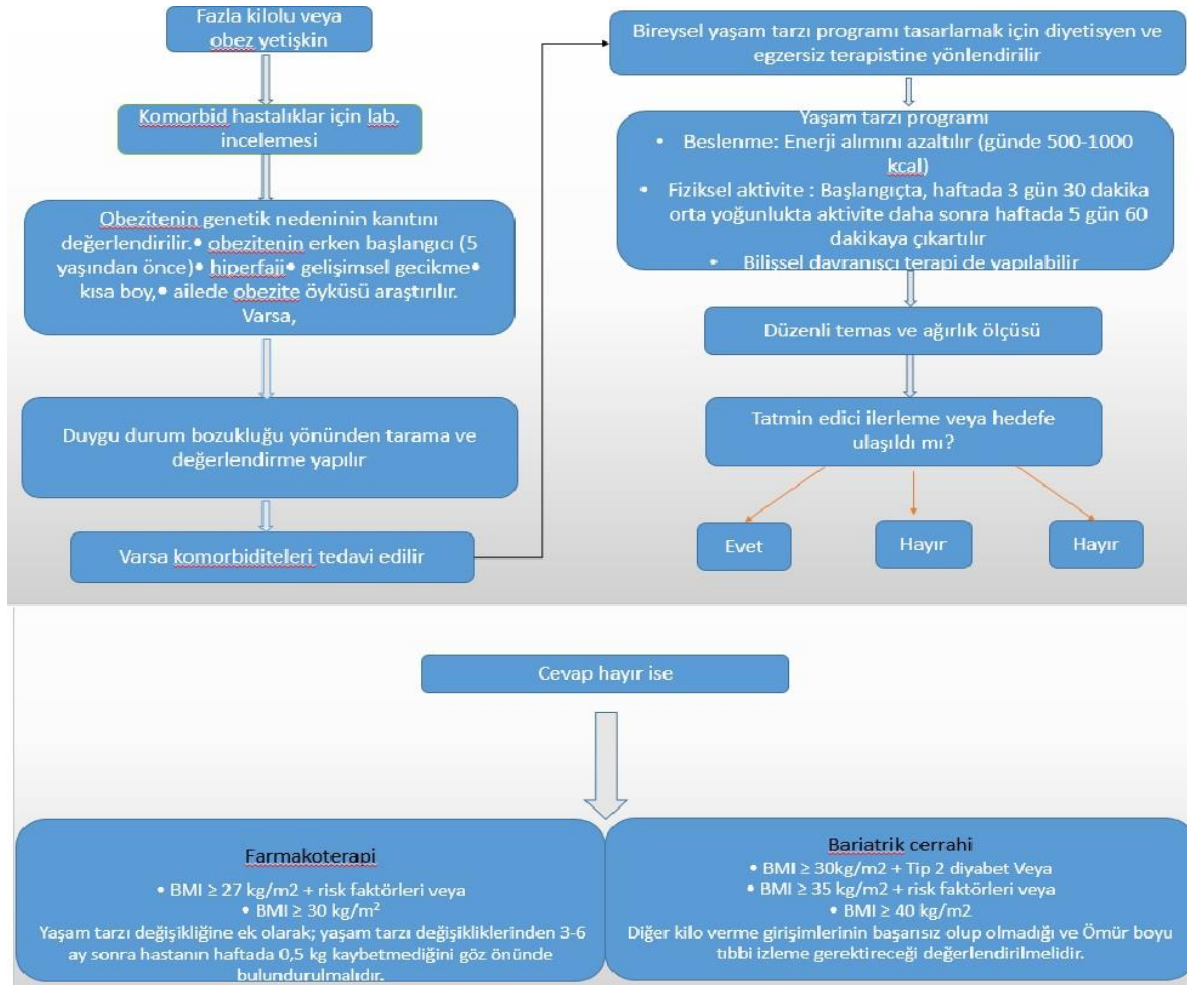 Fazla kilolu veya
obez yetişkin
Komorbid hastalıklar için lab.
incelemesi
Obezitenin genetik nedeninin kanıtını
değerlendirilir.• obezitenin erken başlangıcı (5
yaşından önce)• hiperfaji• gelişimsel gecikme•
kısa boy,• ailede obezite öyküsü araştırılır.
Varsa,
Duygu durum bozukluğu yönünden tarama ve
değerlendirme yapılır
Varsa komorbiditeleri tedavi edilir
Bireysel yaşam tarzı programı tasarlamak için diyetisyen ve
egzersiz terapistine yönlendirilir
Yaşam tarzı programı
• Beslenme: Enerji alımını azaltılır (günde 500-1000
kcal)
• Fiziksel aktivite : Başlangıçta, haftada 3 gün 30 dakika
orta yoğunlukta aktivite daha sonra haftada 5 gün 60
dakikaya çıkartılır
• Bilişsel davranışçı terapi de yapılabilir
Düzenli temas ve ağırlık ölçüsü
Tatmin edici ilerleme veya hedefe
ulaşıldı mı?
Evet
Hayır
Hayır
Cevap hayır ise
Farmakoterapi
• BMI ≥ 27 kg/m2 + risk faktörleri veya
• BMI ≥ 30 kg/m²
Yaşam tarzı değişikliğine ek olarak; yaşam tarzı değişikliklerinden 3-6
ay sonra hastanın haftada 0,5 kg kaybetmediğini göz önünde
bulundurulmalıdır.
Bariatrik cerrahi
• BMI ≥ 30kg/m2 + Tip 2 diyabet Veya
• BMI ≥ 35 kg/m2 + risk faktörleri veya
• BMI ≥ 40 kg/m2
Diğer kilo verme girişimlerinin başarısız olup olmadığı ve Ömür boyu
tıbbi izleme gerektireceği değerlendirilmelidir.